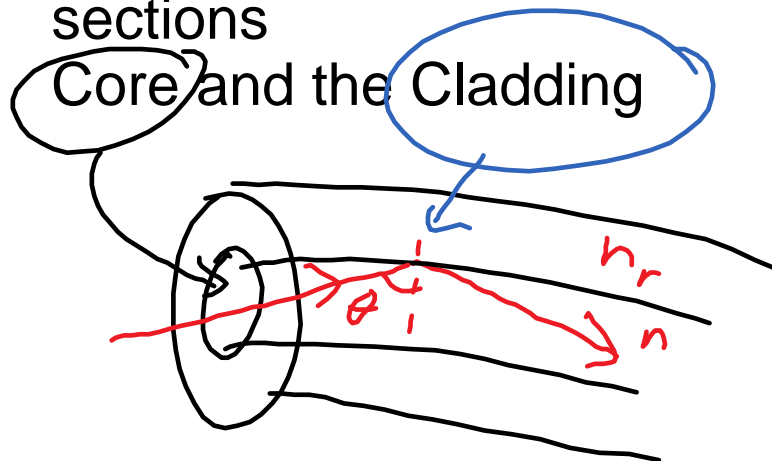 sections
Core and the Cladding
n_r
θ n